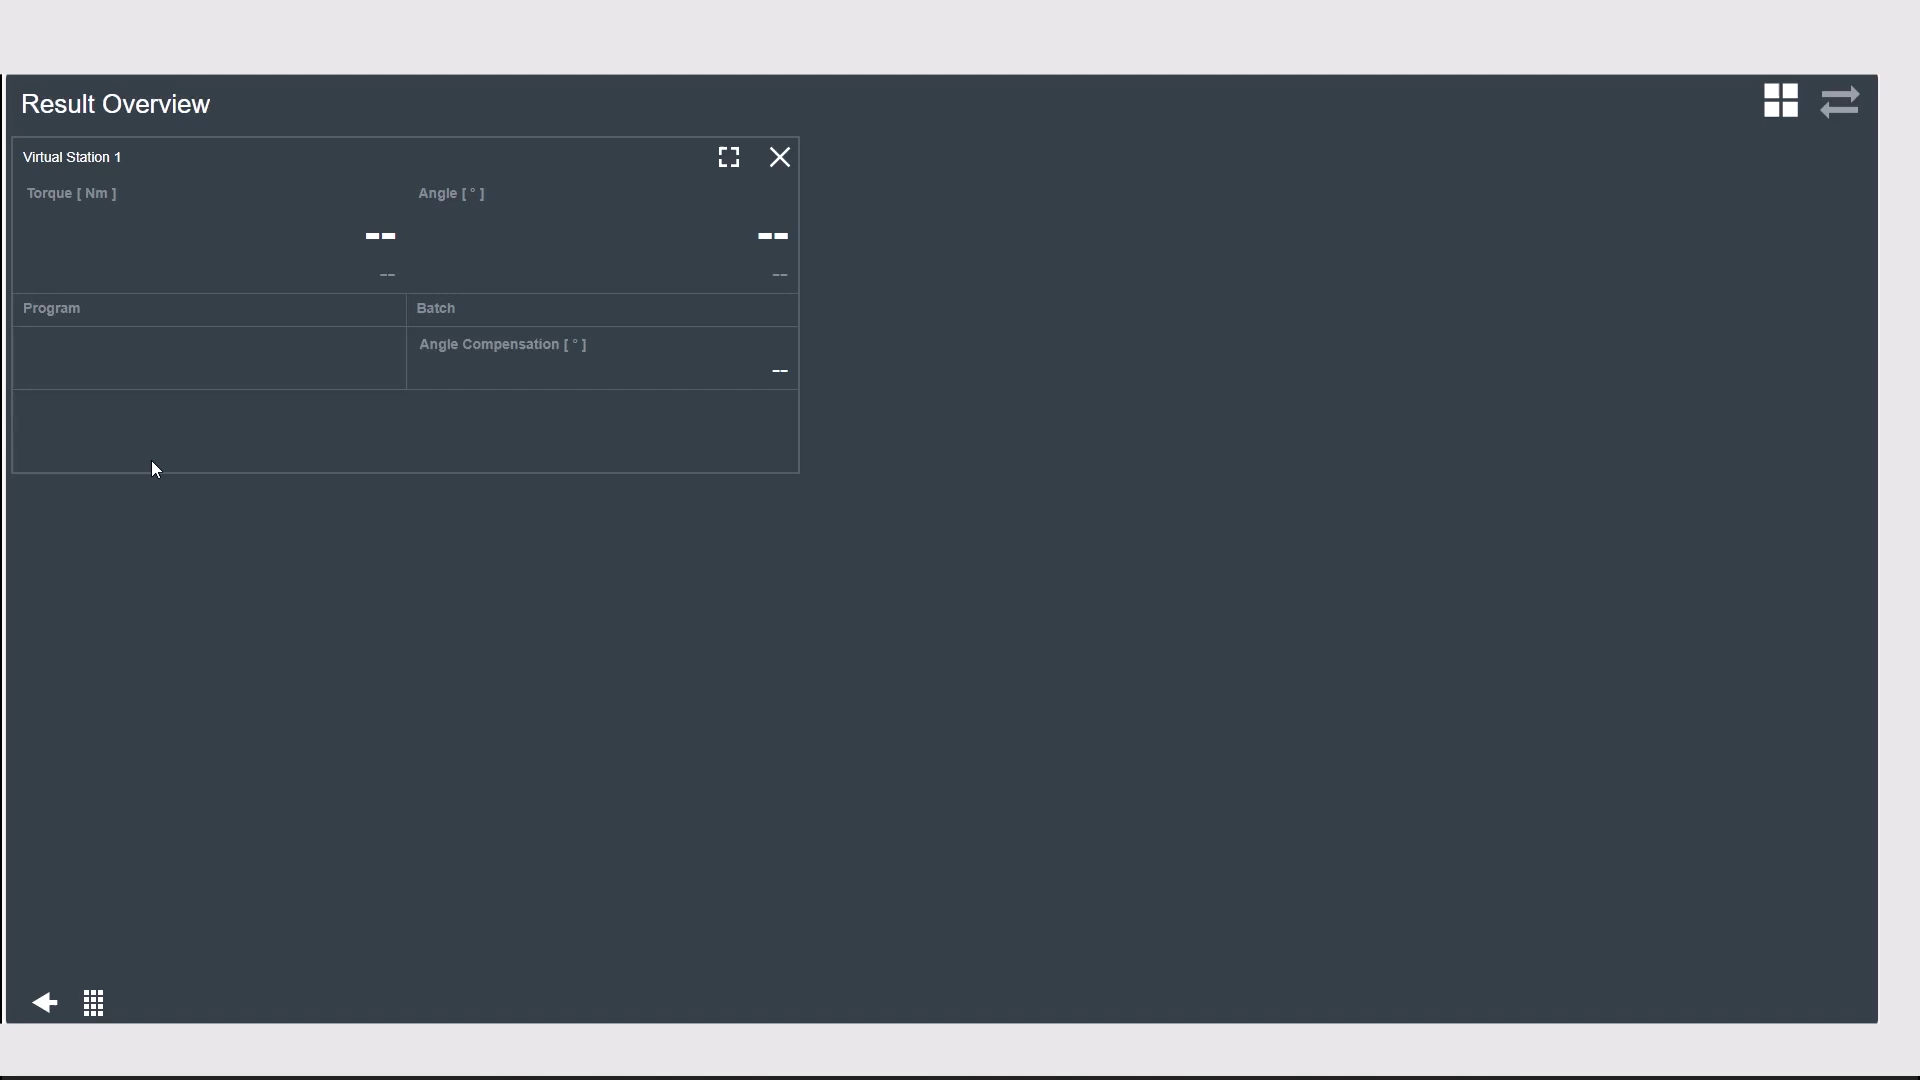 Result Overview
Virtual Station 1
Torque [ Nm ]
Angle [ ° ]
--
--
--
--
Program
Batch
Angle Compensation [ ° ]
--